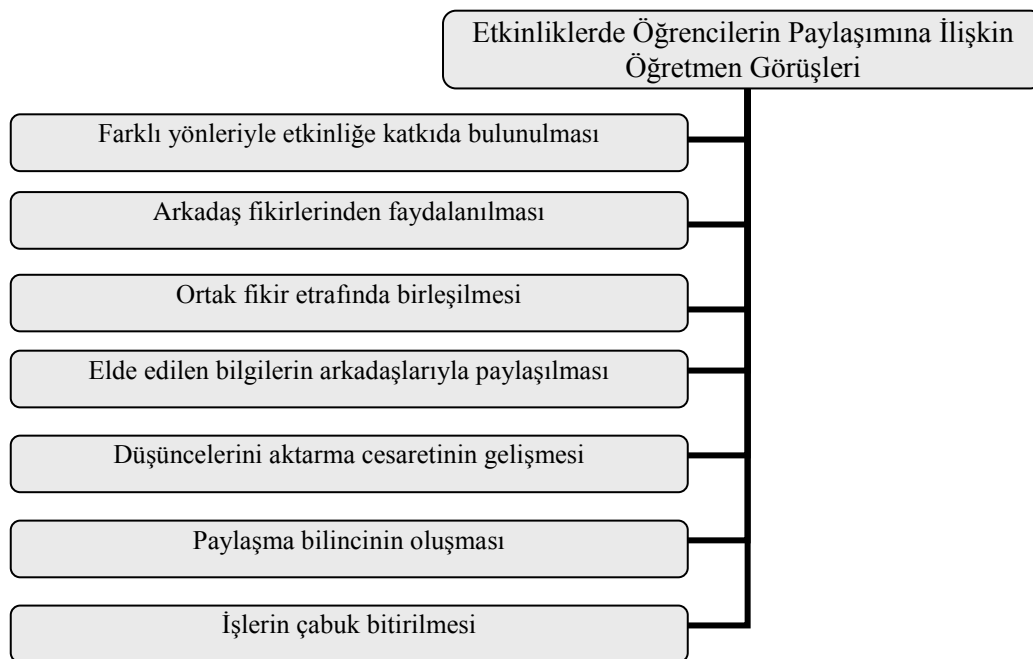 Etkinliklerde Öğrencilerin Paylaşımına İlişkin
Öğretmen Görüşleri
Farklı yönleriyle etkinliğe katkıda bulunulması
Arkadaş fikirlerinden faydalanılması
Ortak fikir etrafında birleşilmesi
Elde edilen bilgilerin arkadaşlarıyla paylaşılması
Düşüncelerini aktarma cesaretinin gelişmesi
Paylaşma bilincinin oluşması
İşlerin çabuk bitirilmesi